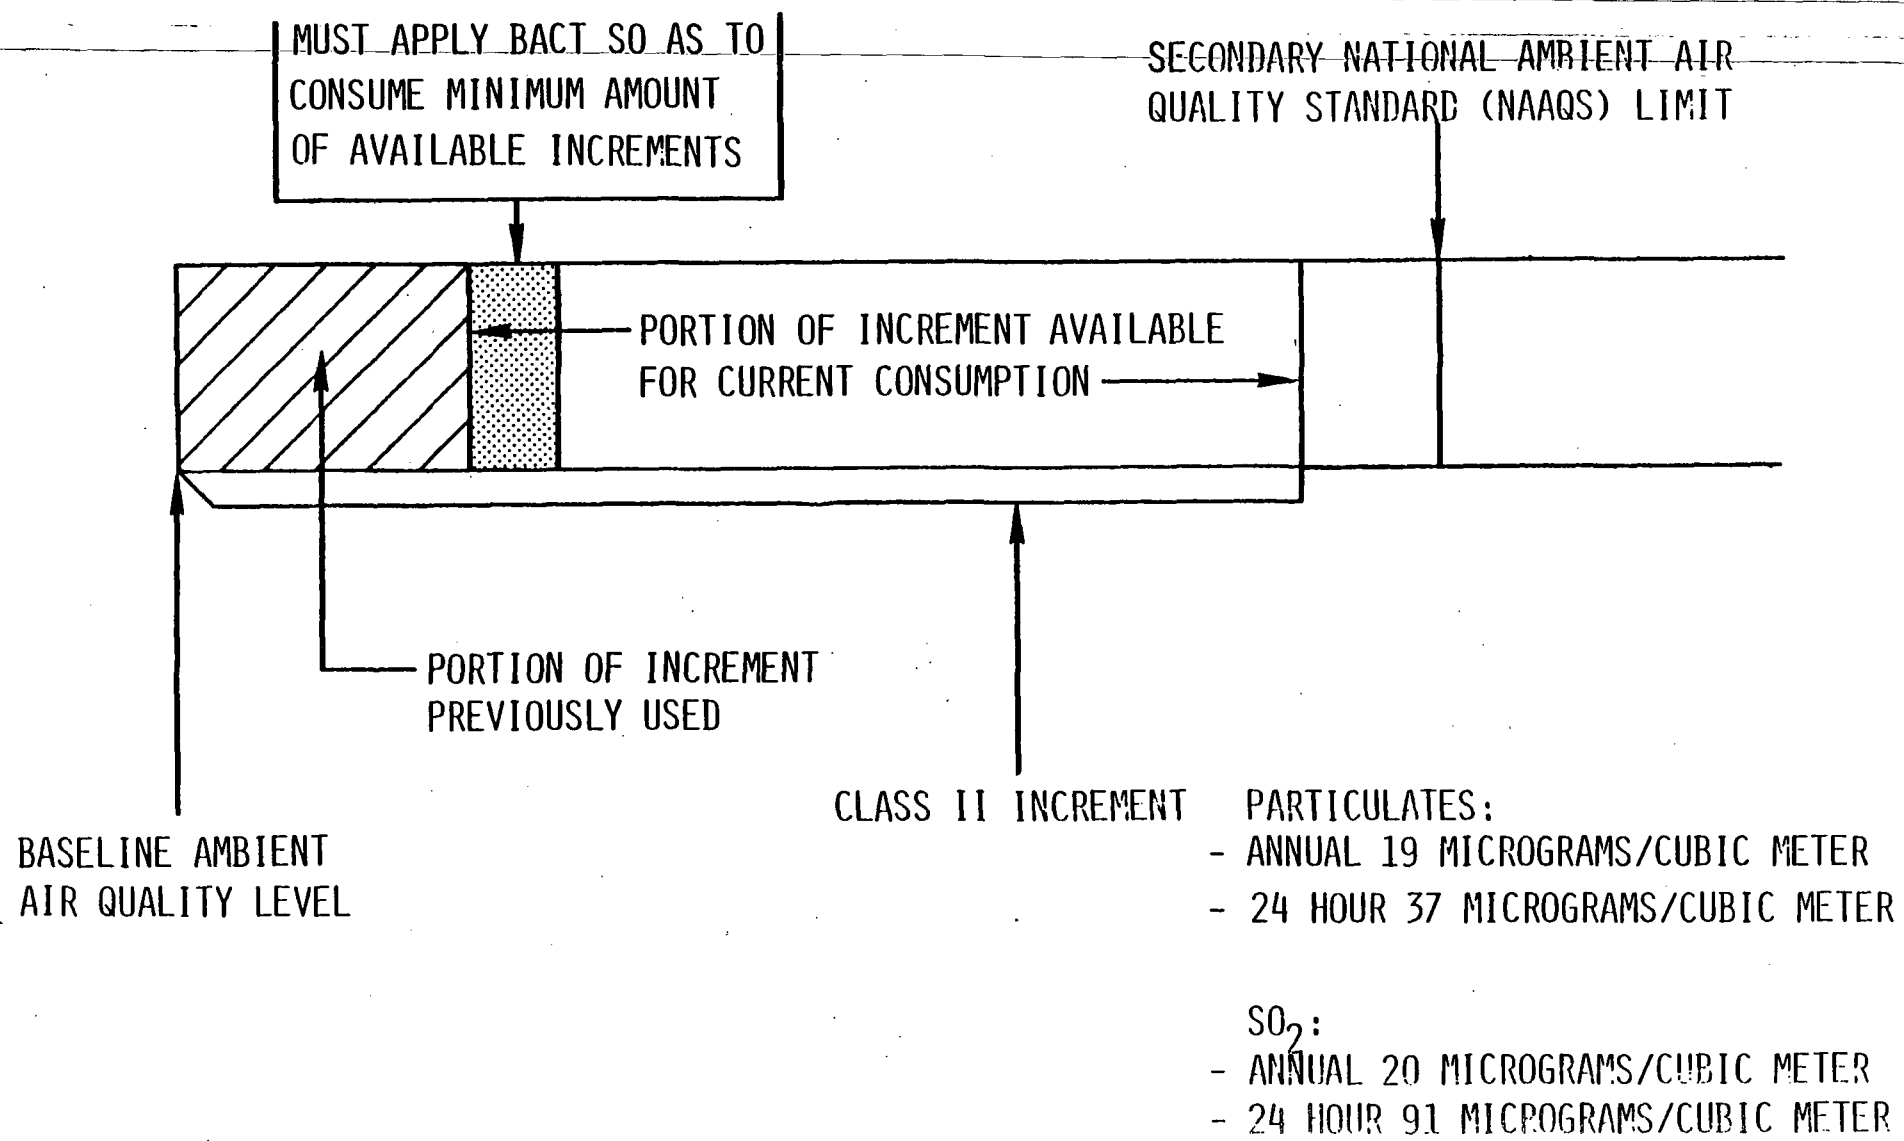 MUST APPLY BACT SO AS TO
CONSUME MINIMUM AMOUNT
OF AVAILABLE INCREMENTS
SECONDARY NATIONAL AMBIENT AIR
QUALITY STANDARD (NAAQS) LIMIT
PORTION OF INCREMENT AVAILABLE
FOR CURRENT CONSUMPTION
PORTION OF INCREMENT
PREVIOUSLY USED
BASELINE AMBIENT
AIR QUALITY LEVEL
CLASS II INCREMENT
PARTICULATES:
- ANNUAL 19 MICROGRAMS/CUBIC METER
- 24 HOUR 37 MICROGRAMS/CUBIC METER
SO2:
- ANNUAL 20 MICROGRAMS/CUBIC METER
- 24 HOUR 91 MICROGRAMS/CUBIC METER